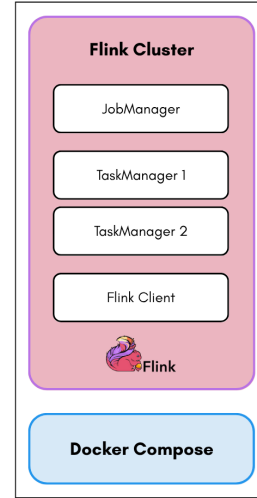 Flink Cluster
JobManager
TaskManager 1
TaskManager 2
Flink Client
Flink
Docker Compose